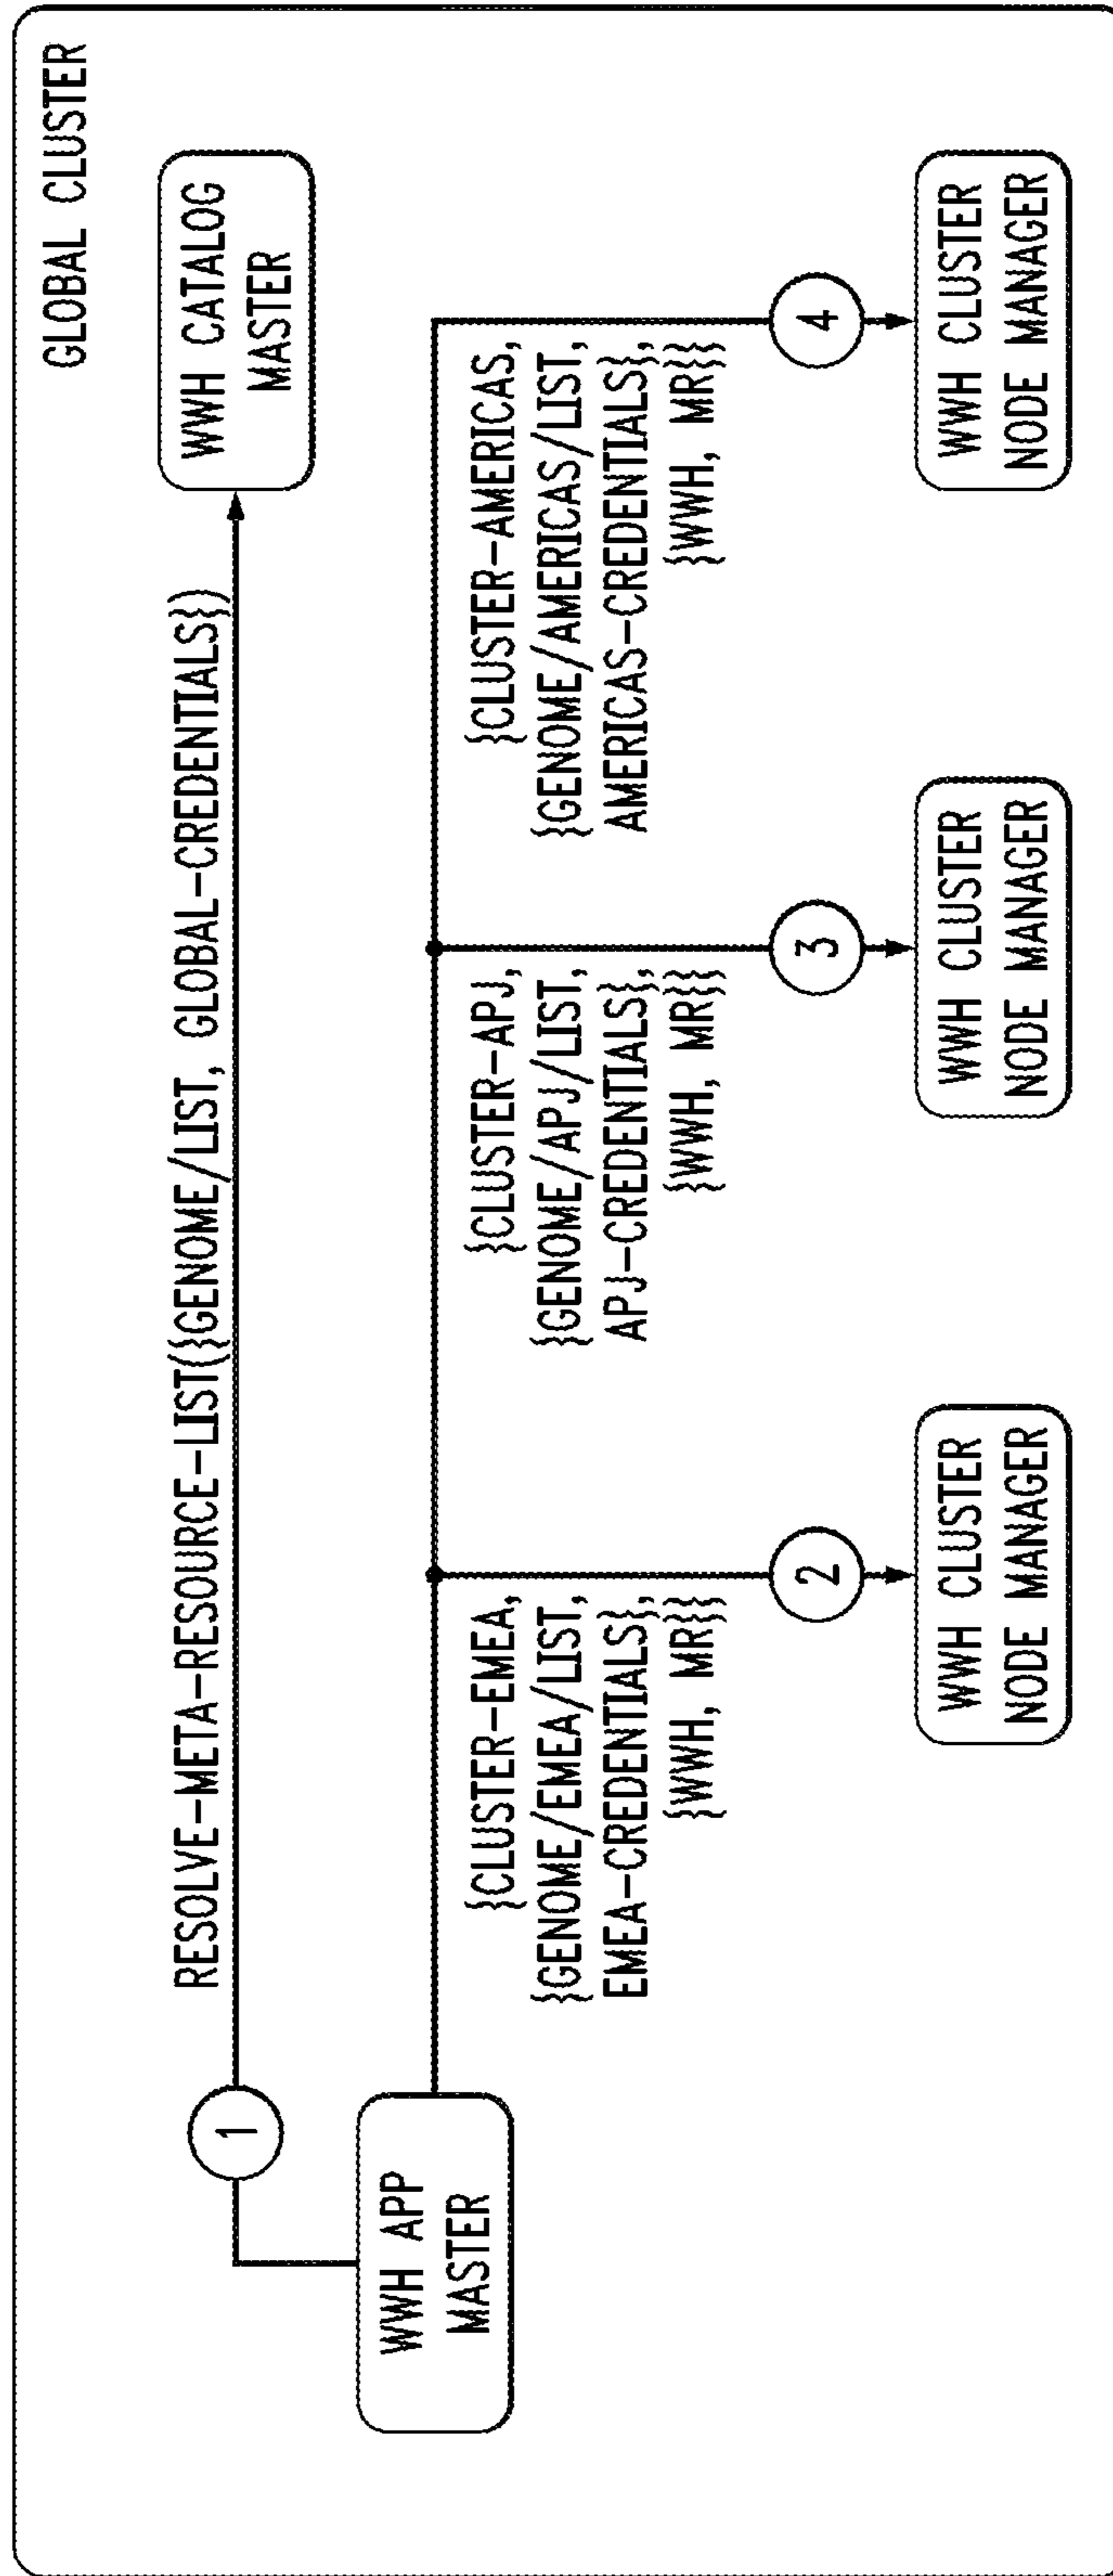 GLOBAL CLUSTER
RESOLVE-META-RESOURCE-LIST({GENOME/LIST, GLOBAL-CREDENTIALS})
1
WWH CATALOG
MASTER
WWH APP
MASTER
{CLUSTER-EMEA,
{GENOME/EMEA/LIST,
EMEA-CREDENTIALS},
{WWH, MR}}
2
WWH CLUSTER
NODE MANAGER
{CLUSTER-APJ,
{GENOME/APJ/LIST,
APJ-CREDENTIALS},
{WWH, MR}}
3
WWH CLUSTER
NODE MANAGER
{CLUSTER-AMERICAS,
{GENOME/AMERICAS/LIST,
AMERICAS-CREDENTIALS},
{WWH, MR}}
4
WWH CLUSTER
NODE MANAGER